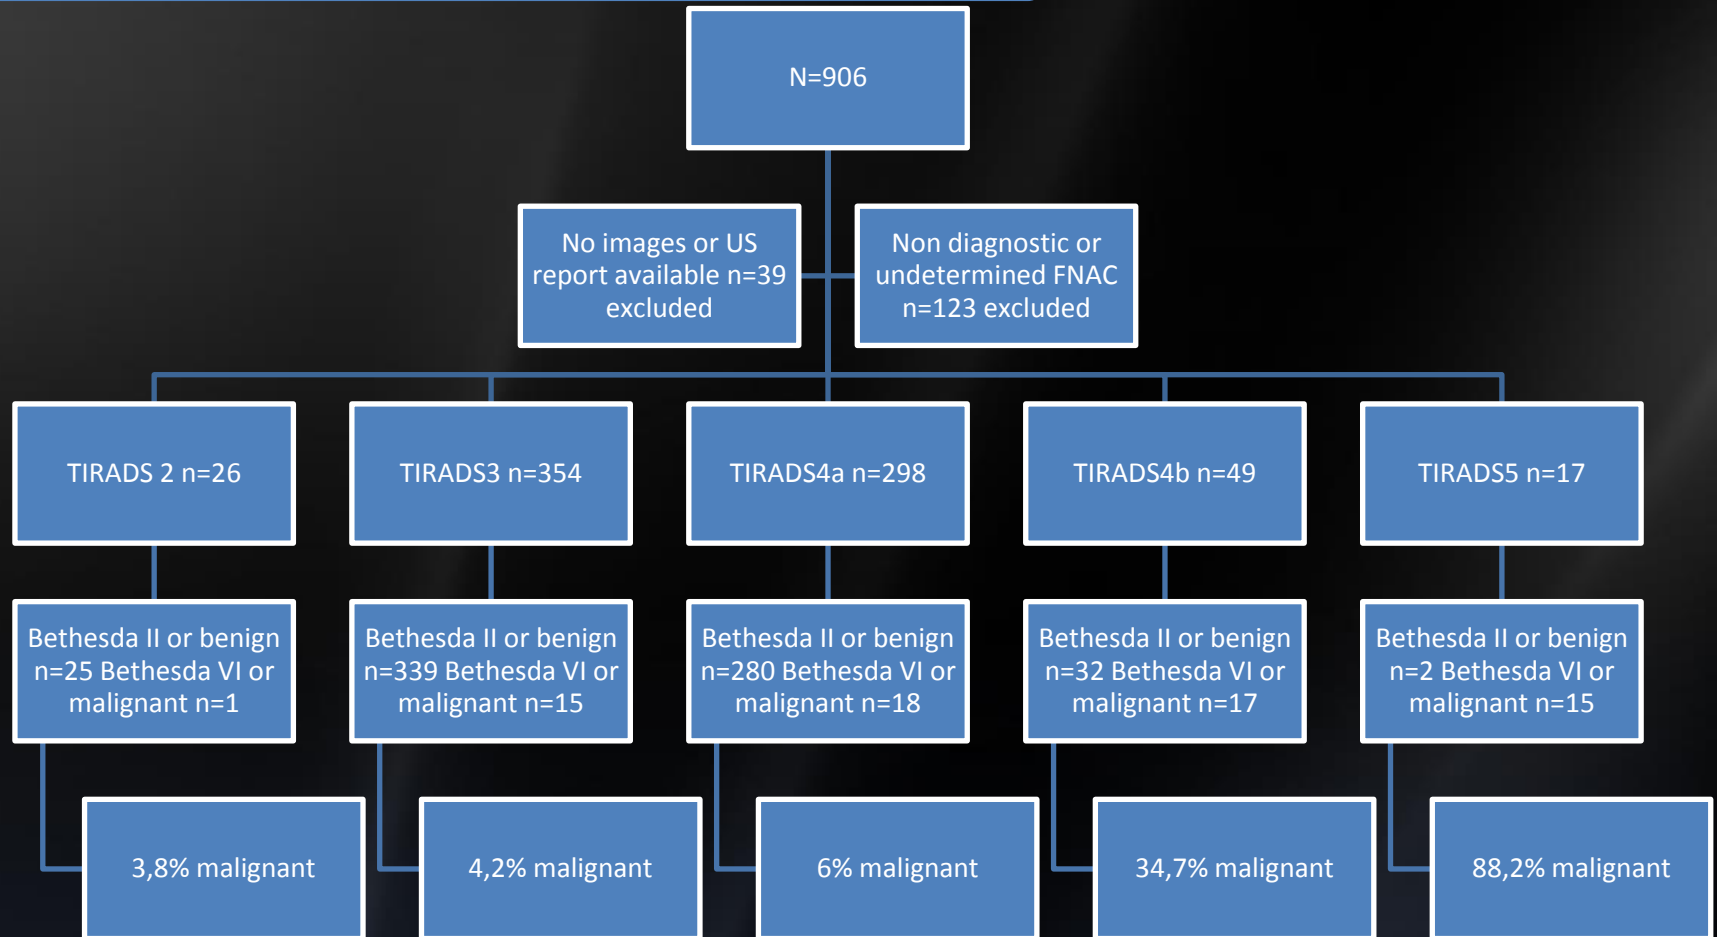 N=906
No images or US
report available n=39
excluded
Non diagnostic or
undetermined FNAC
n=123 excluded
TIRADS 2 n=26
TIRADS3 n=354
TIRADS4a n=298
TIRADS4b n=49
TIRADS5 n=17
Bethesda II or benign
n=25 Bethesda VI or
malignant n=1
Bethesda II or benign
n=339 Bethesda VI or
malignant n=15
Bethesda II or benign
n=280 Bethesda VI or
malignant n=18
Bethesda II or benign
n=32 Bethesda VI or
malignant n=17
Bethesda II or benign
n=2 Bethesda VI or
malignant n=15
3,8% malignant
4,2% malignant
6% malignant
34,7% malignant
88,2% malignant